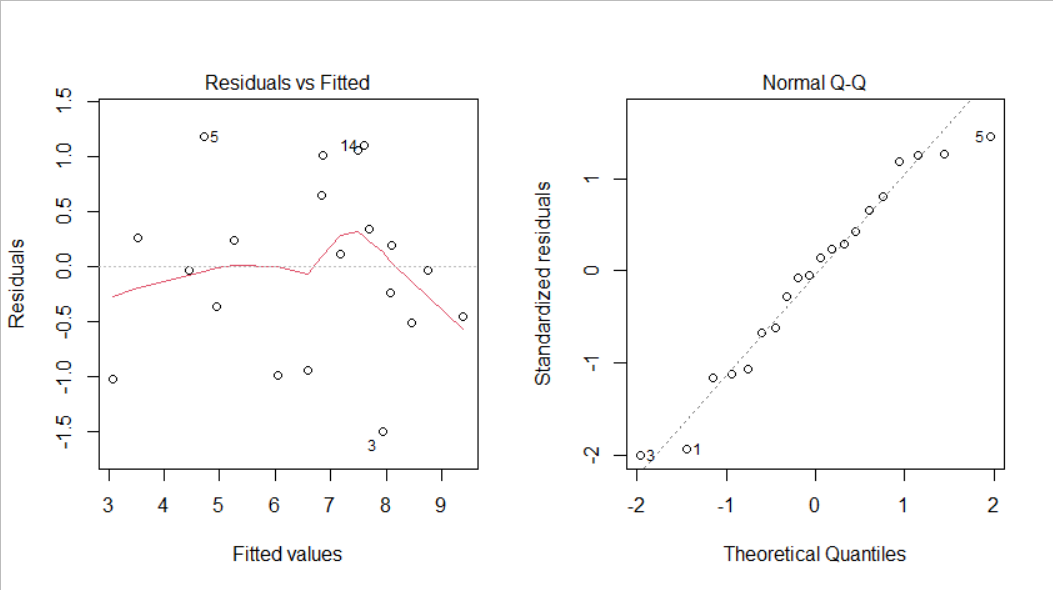 Residuals vs Fitted
Residuals
1.5
1.0
0.5
0.0
-0.5
-1.0
-1.5
5
14
3
3 4 5 6 7 8 9
Fitted values
Normal Q-Q
Standardized residuals
1
0
-1
-2
5
3
1
-2 -1 0 1 2
Theoretical Quantiles